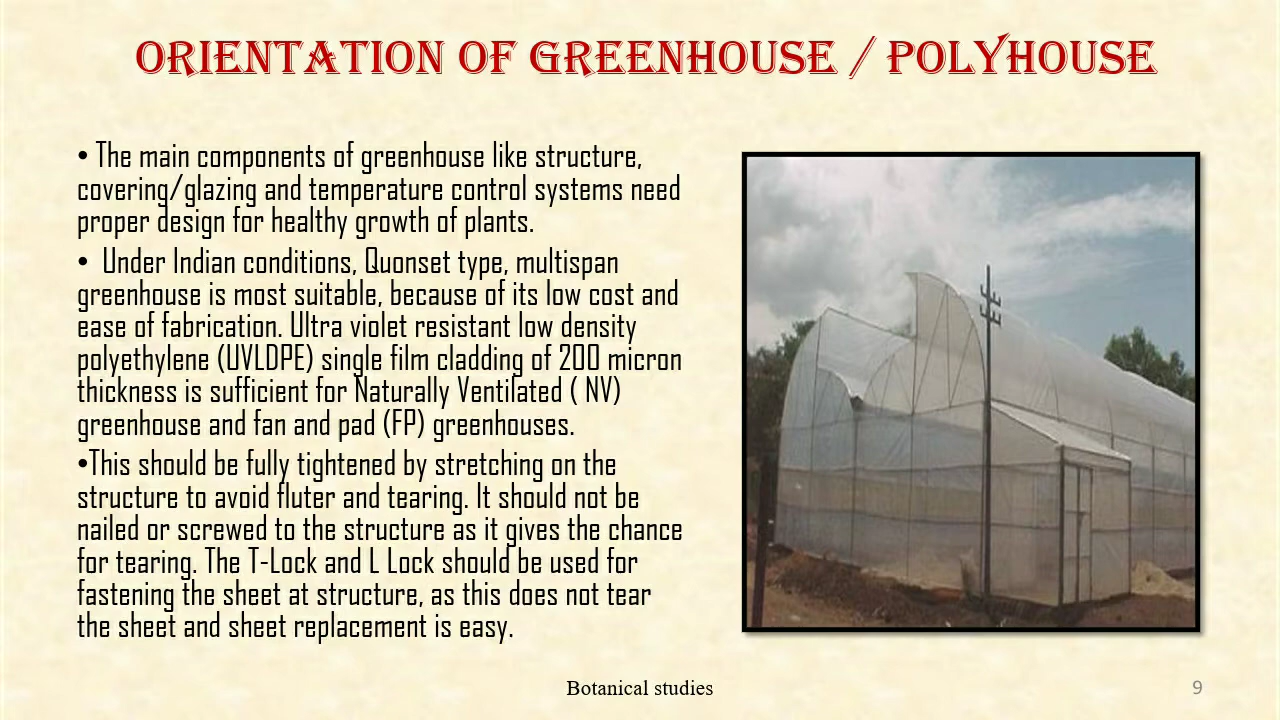 ORIENTATION OF GREENHOUSE / POLYHOUSE
• The main components of greenhouse like structure,
covering/glazing and temperature control systems need
proper design for healthy growth of plants.
• Under Indian conditions, Quonset type, multispan
greenhouse is most suitable, because of its low cost and
ease of fabrication. Ultra violet resistant low density
polyethylene (UVLDPE) single film cladding of 200 micron
thickness is sufficient for Naturally Ventilated ( NV)
greenhouse and fan and pad (FP) greenhouses.
•This should be fully tightened by stretching on the
structure to avoid fluter and tearing. It should not be
nailed or screwed to the structure as it gives the chance
for tearing. The T-Lock and L Lock should be used for
fastening the sheet at structure, as this does not tear
the sheet and sheet replacement is easy.
Botanical studies
9